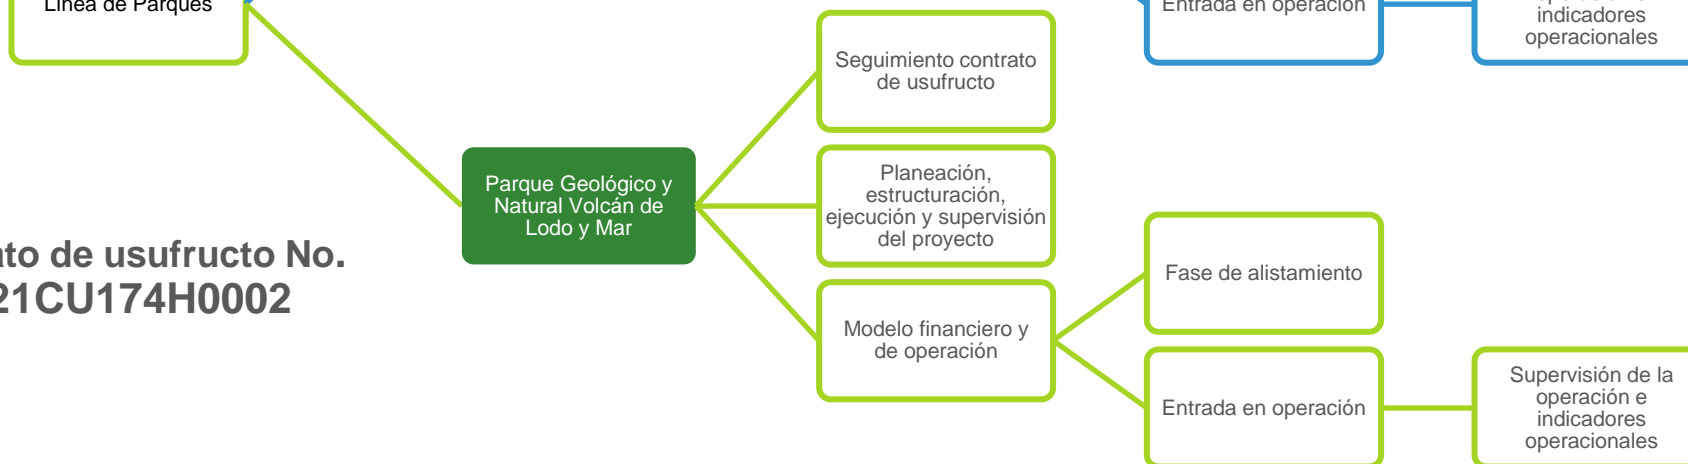 Línea de Parques
Entrada en operación
indicadores
operacionales
Seguimiento contrato
de usufructo
Parque Geológico y
Natural Volcán de
Lodo y Mar
Planeación,
estructuración,
ejecución y supervisión
del proyecto
ato de usufructo No.
21CU174H0002
Modelo financiero y
de operación
Fase de alistamiento
Entrada en operación
Supervisión de la
operación e
indicadores
operacionales